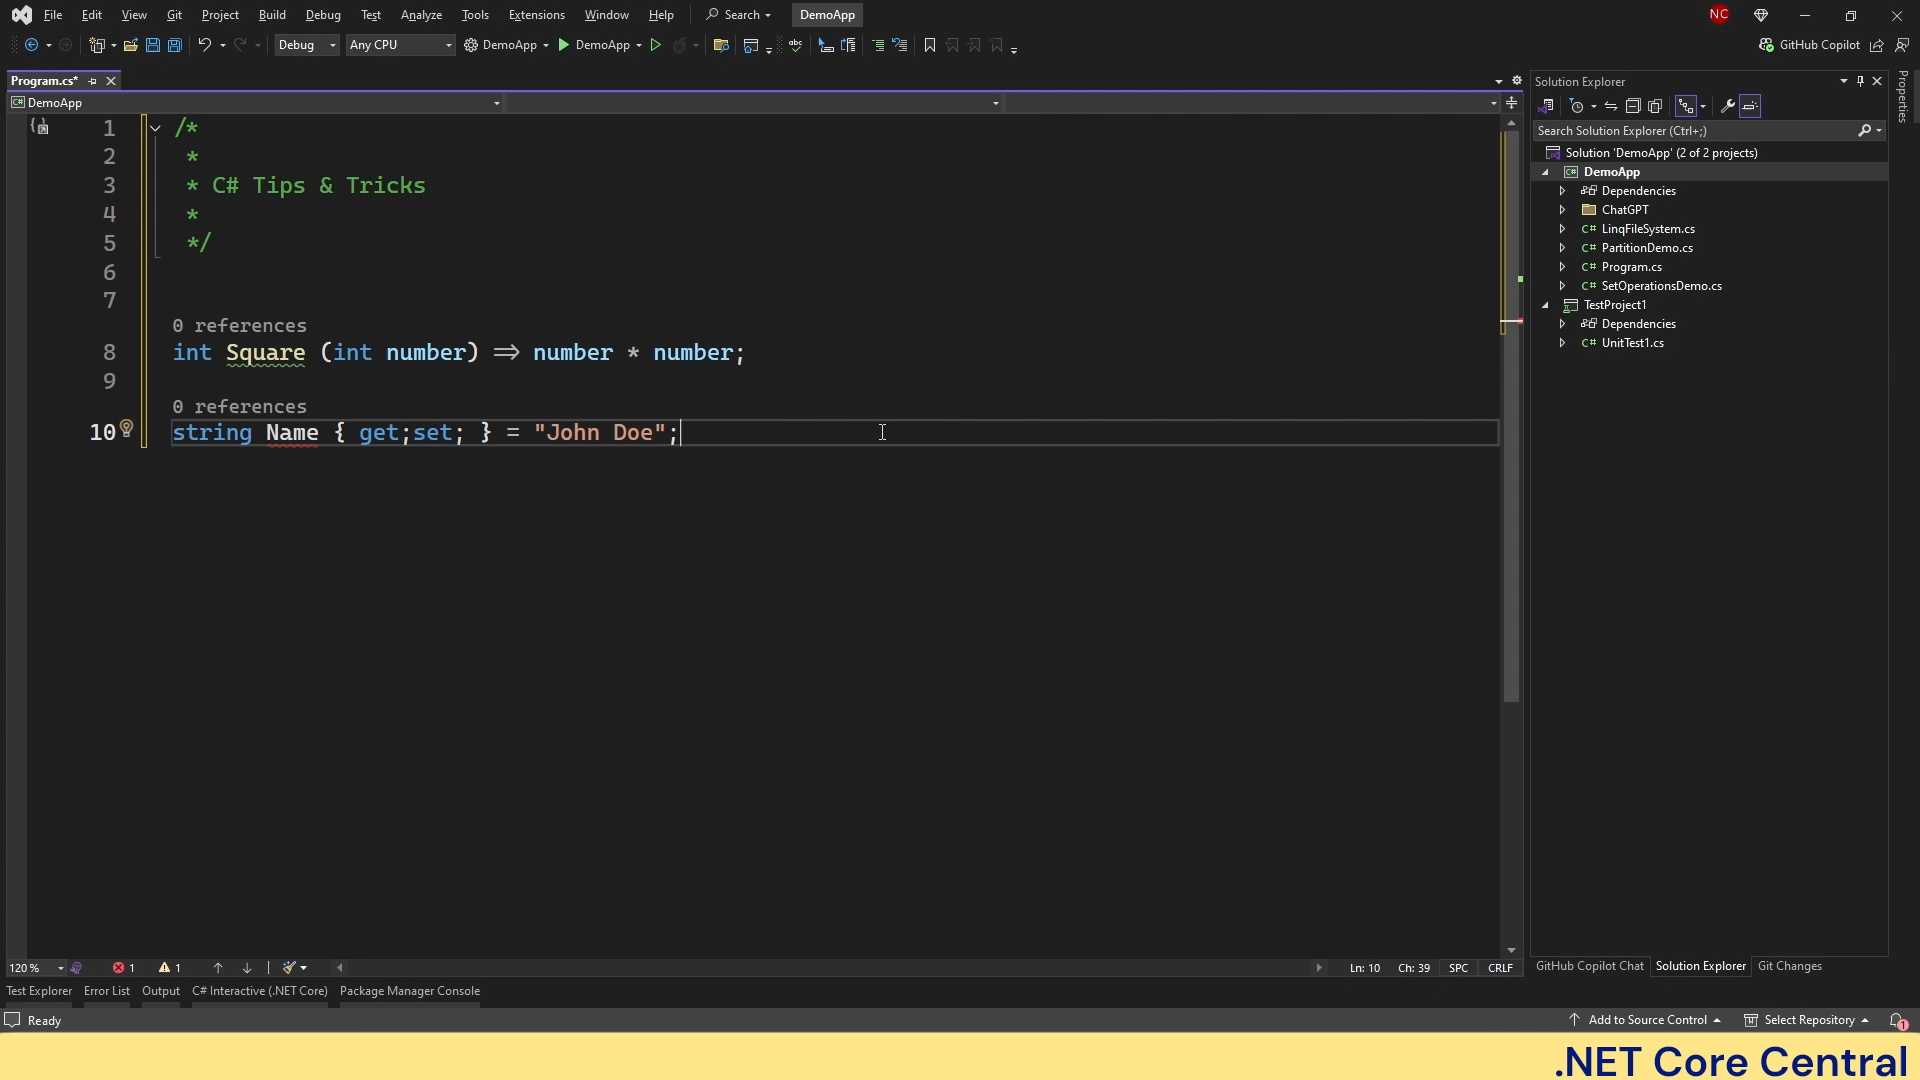 File Edit View Git Project Build Debug Test Analyze Tools Extensions Window Help Search DemoApp NC
Debug Any CPU DemoApp DemoApp GitHub Copilot
Program.cs*
DemoApp
1 /*
2 *
3 * C# Tips & Tricks
4 *
5 */
6
7
0 references
8 int Square (int number) => number * number;
9
0 references
10 string Name { get;set; } = "John Doe";
120 % 1 1 Ln: 10 Ch: 39 SPC CRLF
Test Explorer Error List Output C# Interactive (.NET Core) Package Manager Console
Solution Explorer
Search Solution Explorer (Ctrl+;)
Solution 'DemoApp' (2 of 2 projects)
C# DemoApp
Dependencies
ChatGPT
C# LinqFileSystem.cs
C# PartitionDemo.cs
C# Program.cs
C# SetOperationsDemo.cs
TestProject1
Dependencies
C# UnitTest1.cs
GitHub Copilot Chat Solution Explorer Git Changes
Properties
Ready Add to Source Control Select Repository 1
.NET Core Central